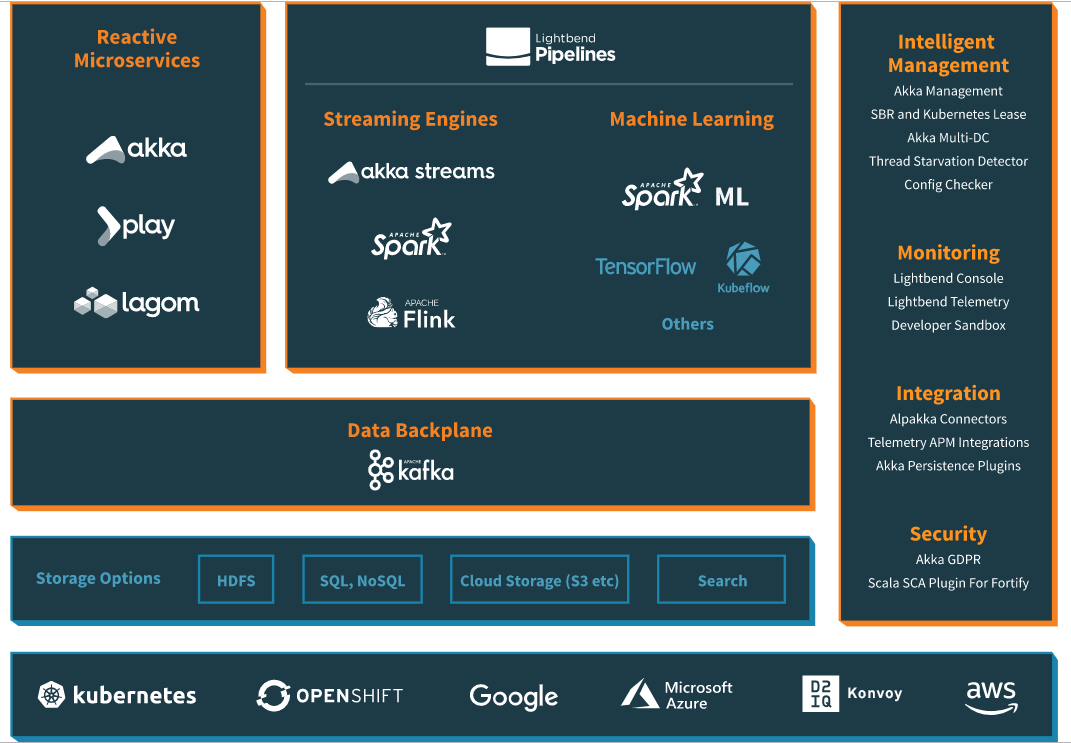 Reactive
Microservices
akka
play
lagom
Lightbend
Pipelines
Streaming Engines
akka streams
APACHE
Spark™
APACHE
Flink
Machine Learning
APACHE
Spark™ ML
TensorFlow
Kubeflow
Others
Data Backplane
APACHE
kafka
Storage Options
HDFS
SQL, NoSQL
Cloud Storage (S3 etc)
Search
Intelligent
Management
Akka Management
SBR and Kubernetes Lease
Akka Multi-DC
Thread Starvation Detector
Config Checker
Monitoring
Lightbend Console
Lightbend Telemetry
Developer Sandbox
Integration
Alpakka Connectors
Telemetry APM Integrations
Akka Persistence Plugins
Security
Akka GDPR
Scala SCA Plugin For Fortify
kubernetes
OPENSHIFT
Google
Microsoft
Azure
D2
IQ
Konvoy
aws